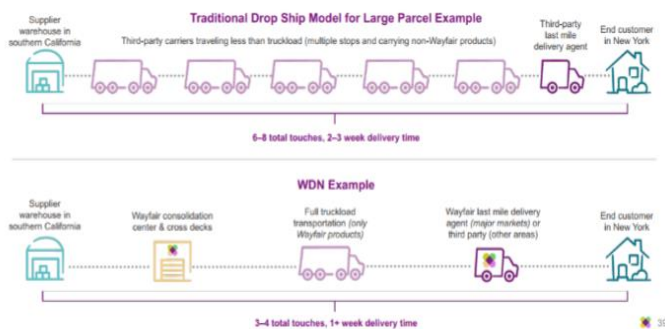 Traditional Drop Ship Model for Large Parcel Example
Supplier
warehouse in
southern California
Third-party carriers traveling less than truckload (multiple stops and carrying non-Wayfair products)
Third-party
last mile
delivery agent
End customer
in New York
6–8 total touches, 2–3 week delivery time
WDN Example
Supplier
warehouse in
southern California
Wayfair consolidation
center & cross decks
Full truckload
transportation (only
Wayfair products)
Wayfair last mile delivery
agent (major markets) or
third party (other areas)
End customer
in New York
3–4 total touches, 1+ week delivery time
39